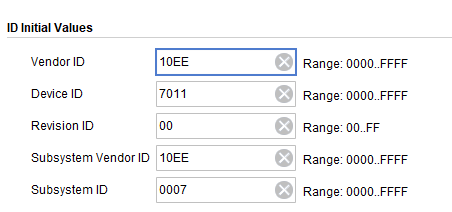 ID Initial Values
Vendor ID 10EE Range: 0000..FFFF
Device ID 7011 Range: 0000..FFFF
Revision ID 00 Range: 00..FF
Subsystem Vendor ID 10EE Range: 0000..FFFF
Subsystem ID 0007 Range: 0000..FFFF